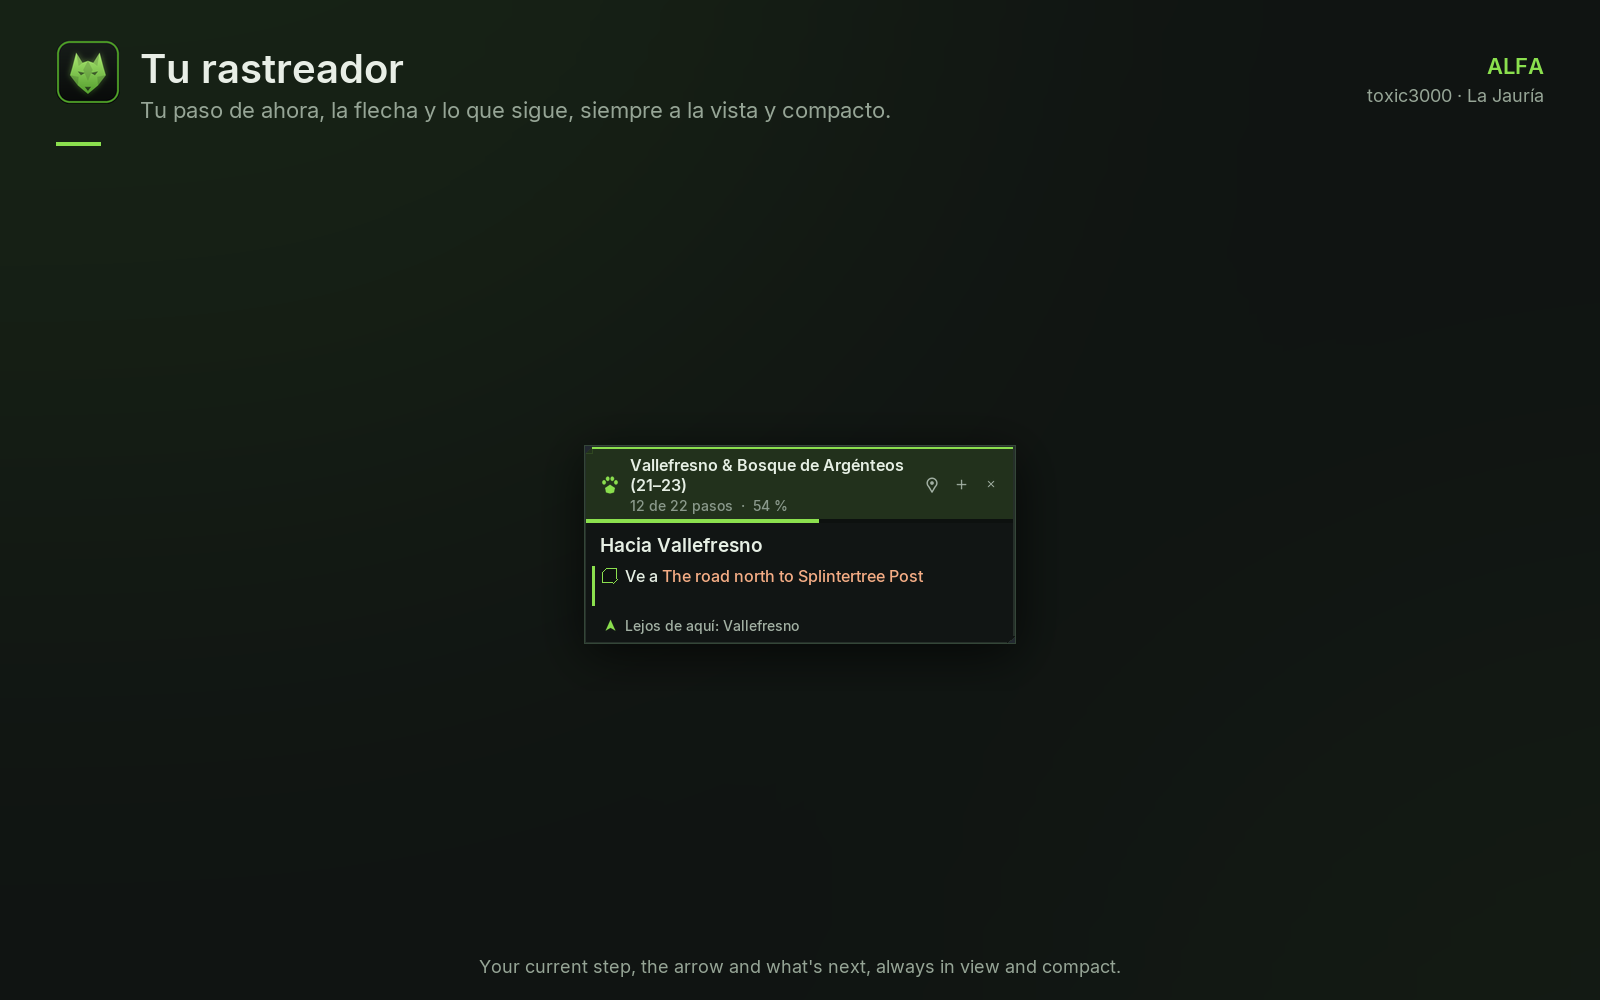 Tu rastreador
Tu paso de ahora, la flecha y lo que sigue, siempre a la vista y compacto.
ALFA
toxic3000 · La Jauría
Vallefresno & Bosque de Argénteos
(21–23)
12 de 22 pasos · 54 %
Hacia Vallefresno
Ve a The road north to Splintertree Post
Lejos de aquí: Vallefresno
Your current step, the arrow and what's next, always in view and compact.